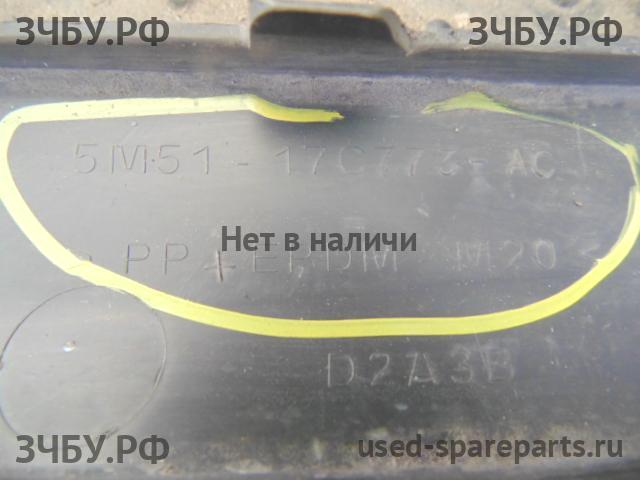 ЗЧБУ.РФ ЗЧБУ.РФ
5M51-17C773-AC
Нет в наличи
>PP+EPDM M20<
D2A3B
ЗЧБУ.РФ used-spareparts.ru